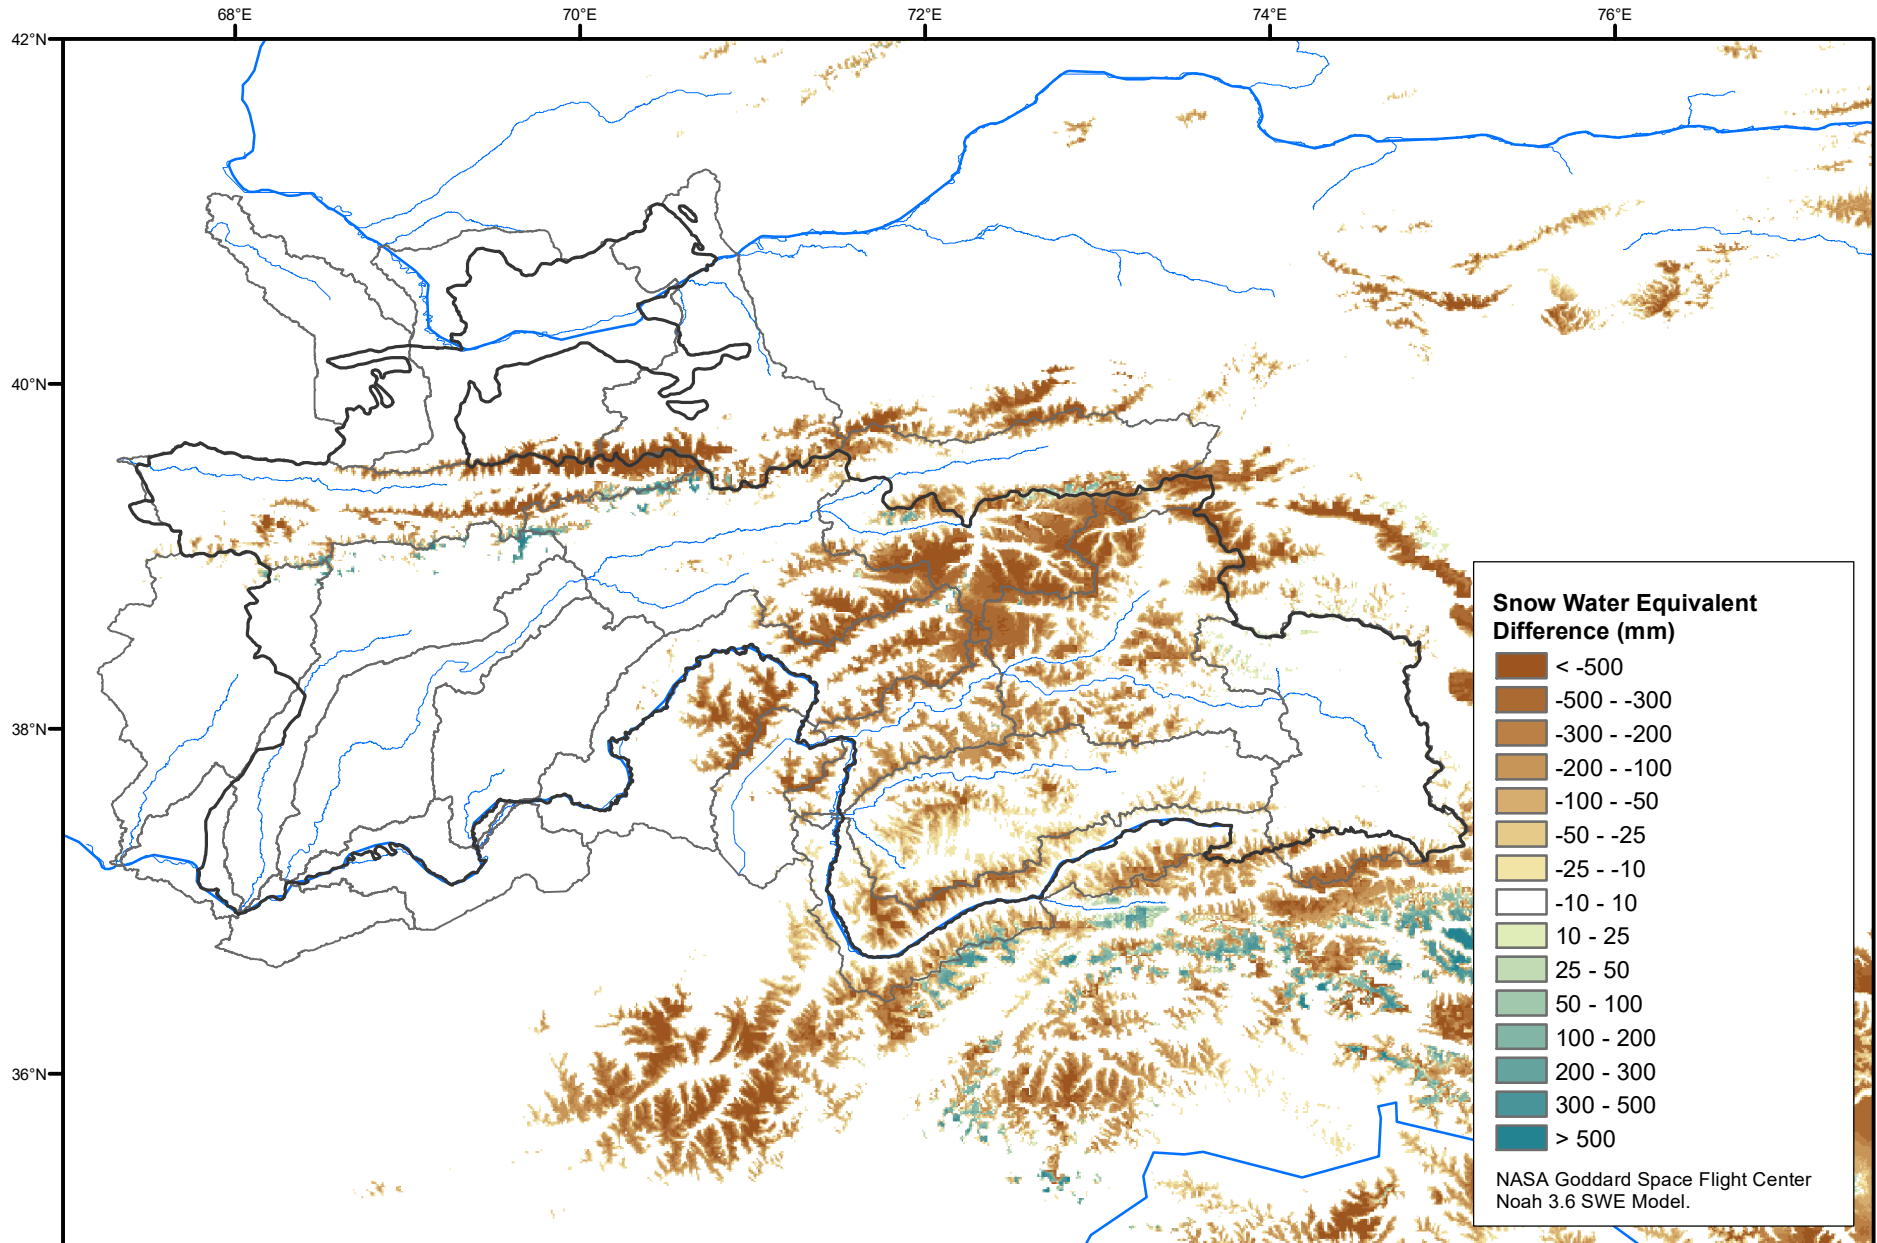 68°E 70°E 72°E 74°E 76°E
42°N
40°N
38°N
36°N
Snow Water Equivalent
Difference (mm)
< -500
-500 - -300
-300 - -200
-200 - -100
-100 - -50
-50 - -25
-25 - -10
-10 - 10
10 - 25
25 - 50
50 - 100
100 - 200
200 - 300
300 - 500
> 500
NASA Goddard Space Flight Center
Noah 3.6 SWE Model.